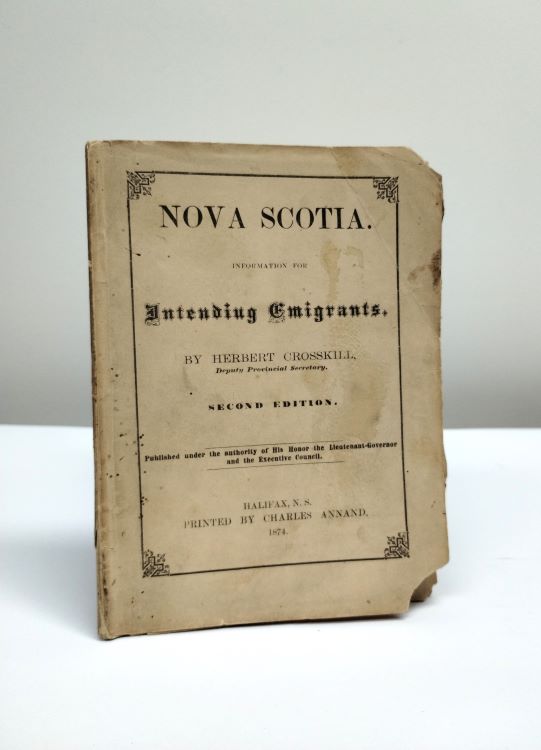 NOVA SCOTIA.
INFORMATION FOR
Intending Emigrants.
BY HERBERT CROSSKILL,
Deputy Provincial Secretary.
SECOND EDITION.
Published under the authority of His Honor the Lieutenant-Governor
and the Executive Council.
HALIFAX, N. S.
PRINTED BY CHARLES ANNAND,
1874.